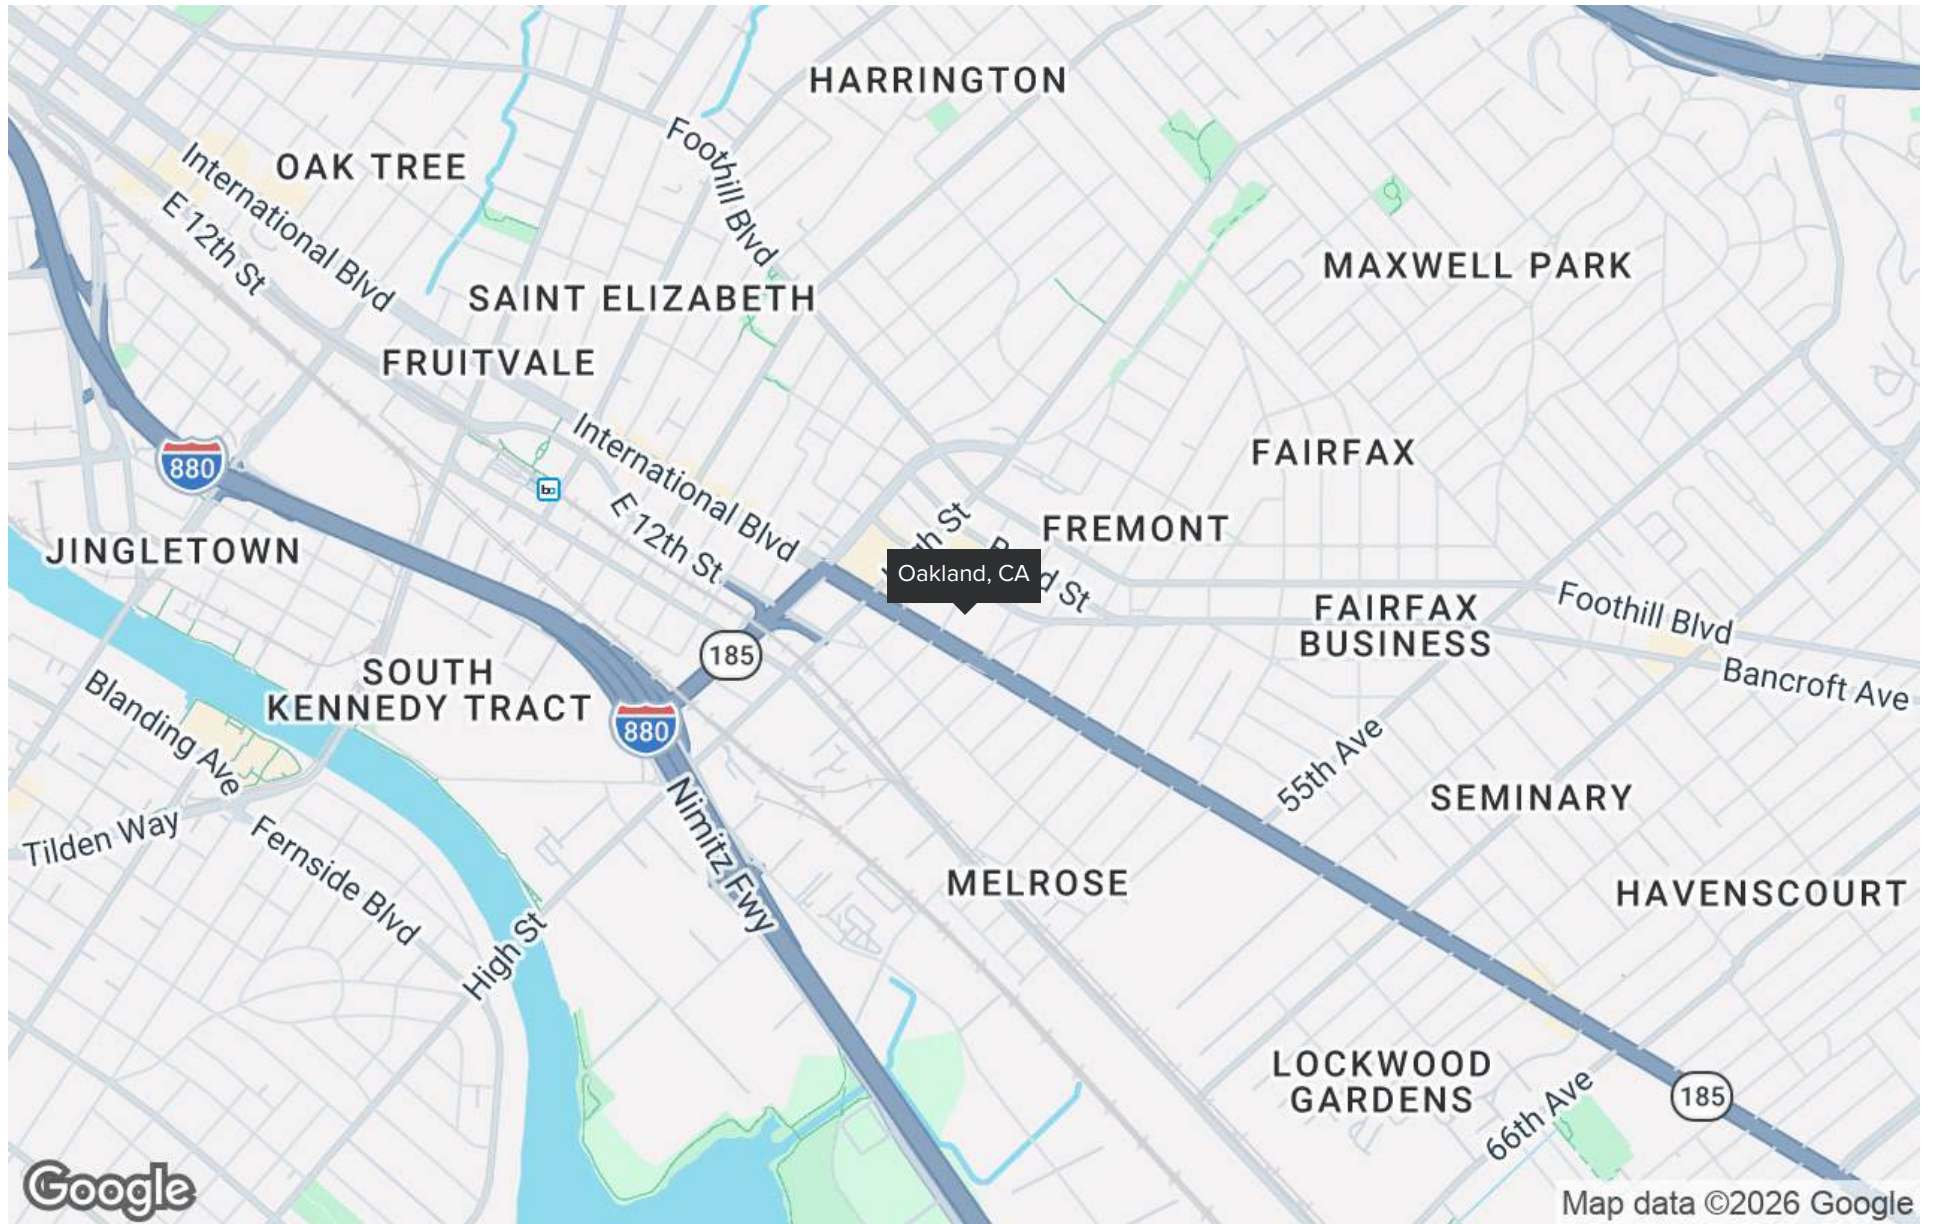 HARRINGTON
Foothill Blvd
OAK TREE
International Blvd
E 12th St
MAXWELL PARK
SAINT ELIZABETH
FRUITVALE
International Blvd
880
FAIRFAX
E 12th St
FREMONT
JINGLETOWN
Oakland, CA
St
St
FAIRFAX
BUSINESS
Foothill Blvd
185
SOUTH
KENNEDY TRACT
Bancroft Ave
Blanding Ave
880
55th Ave
Nimitz Fwy
SEMINARY
Tilden Way
Fernside Blvd
MELROSE
HAVENSCOURT
High St
LOCKWOOD
GARDENS
185
66th Ave
Google
Map data ©2026 Google